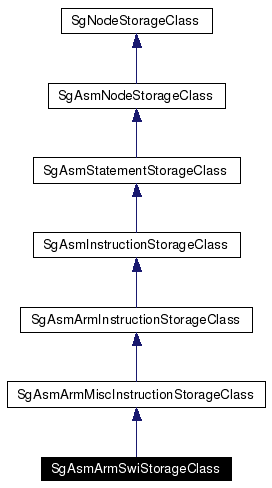 SgNodeStorageClass
SgAsmNodeStorageClass
SgAsmStatementStorageClass
SgAsmInstructionStorageClass
SgAsmArmInstructionStorageClass
SgAsmArmMiscInstructionStorageClass
SgAsmArmSwiStorageClass